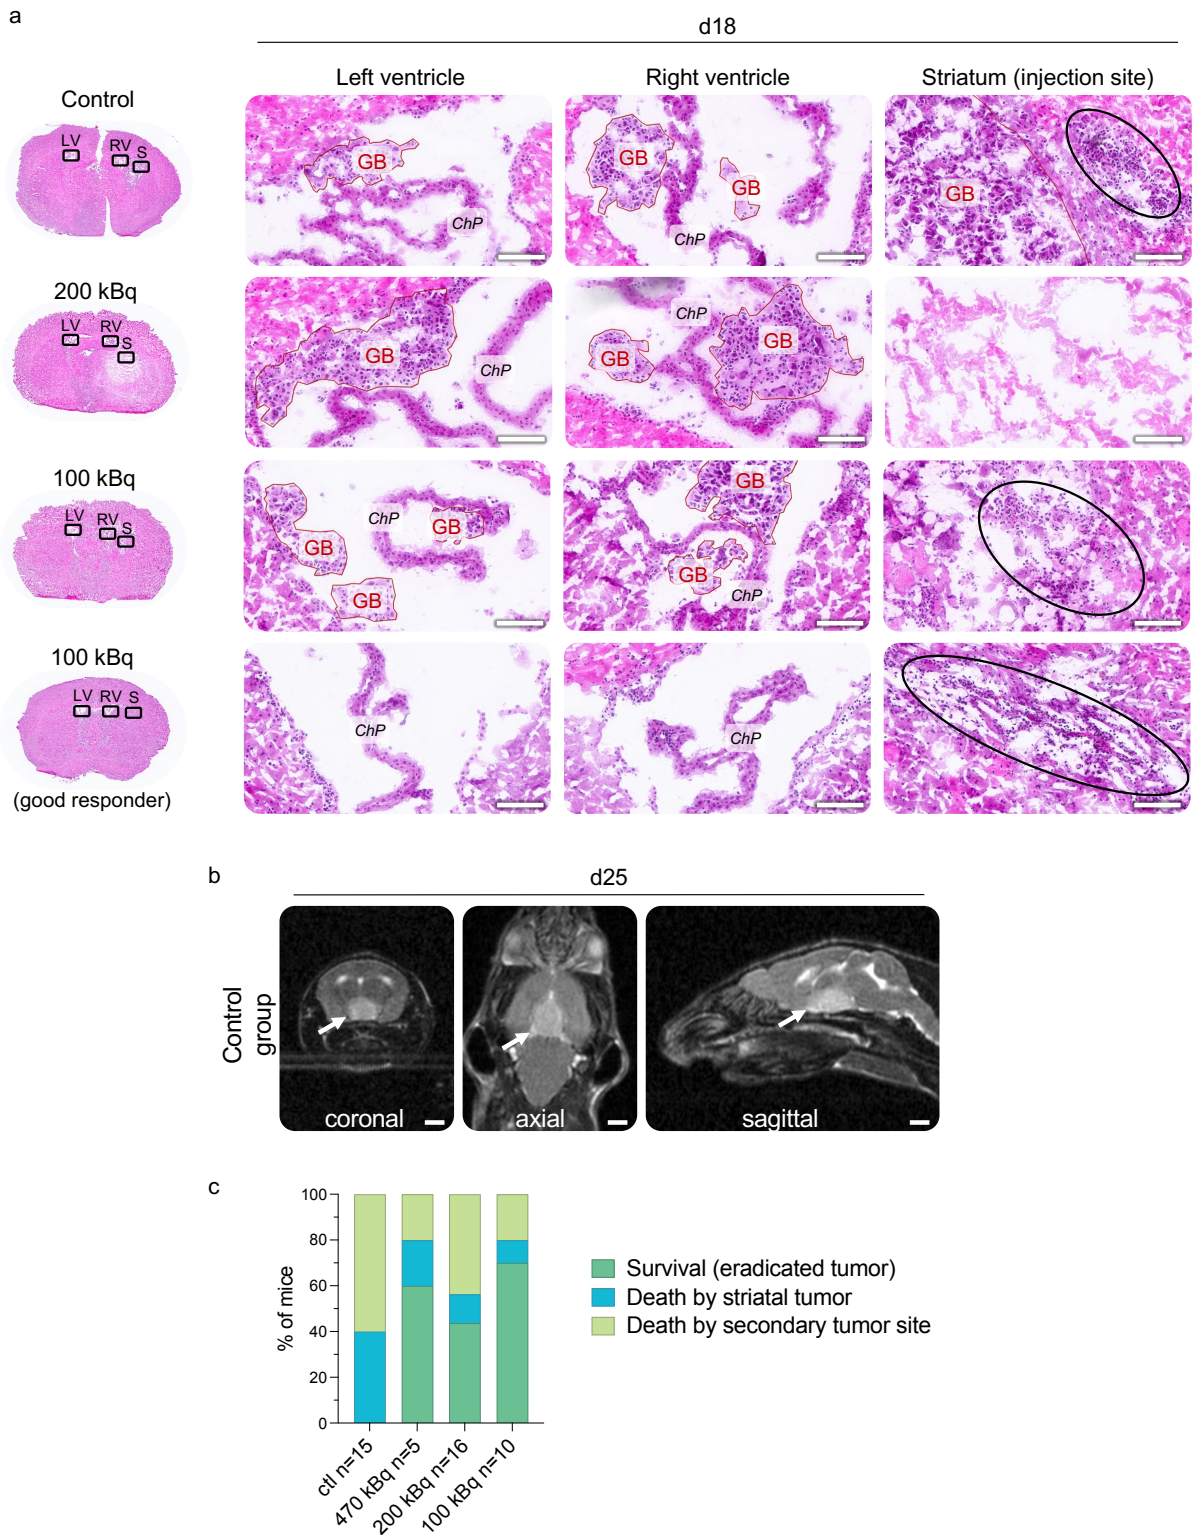 a
d18
Left ventricle
Right ventricle
Striatum (injection site)
Control
LV
RV
S
GB
ChP
GB
GB
ChP
GB
200 kBq
LV
RV
S
GB
ChP
ChP
GB
GB
100 kBq
LV
RV
S
ChP
GB
GB
GB
GB
GB
ChP
100 kBq
LV
RV
S
(good responder)
ChP
ChP
b
d25
Control
group
coronal
axial
sagittal
c
% of mice
100
80
60
40
20
0
ctl n=15
470 kBq n=5
200 kBq n=16
100 kBq n=10
Survival (eradicated tumor)
Death by striatal tumor
Death by secondary tumor site